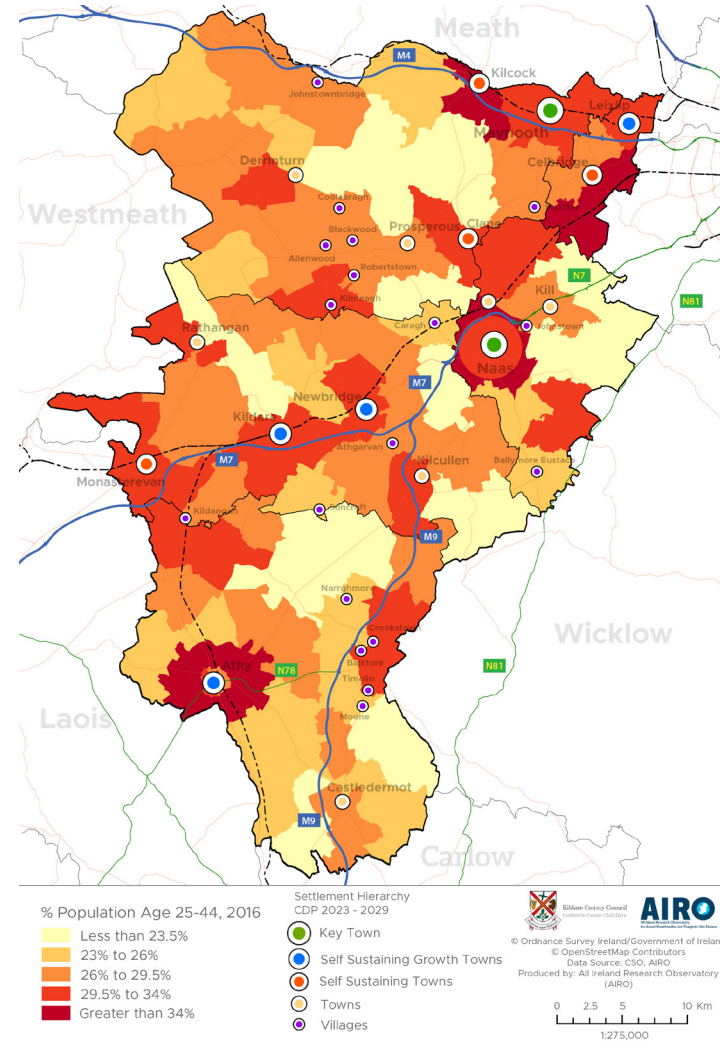 Meath
M4
Kilcock
Johnstownbridge
Leixlip
Maynooth
Derrinturn
Celbridge
Westmeath
Coolearagh
Blackwood
Prosperous
Clane
Allenwood
Robertstown
N7
Kilmeagh
Kill
N81
Rathangan
Caragh
Johnstown
Naas
M7
Newbridge
Kildare
Athgarvan
M7
Kilcullen
Ballymore Eustace
Monasterevan
Kildangan
Suncroft
M9
Narraghmore
Crookstown
Wicklow
Ballitore
N81
Athy
N78
Timolin
Laois
Moone
Castledermot
M9
Carlow
% Population Age 25-44, 2016
Less than 23.5%
23% to 26%
26% to 29.5%
29.5% to 34%
Greater than 34%
Settlement Hierarchy
CDP 2023 - 2029
Key Town
Self Sustaining Growth Towns
Self Sustaining Towns
Towns
Villages
Kildare County Council
AIRO
© Ordnance Survey Ireland/Government of Irelan
© OpenStreetMap Contributors
Data Source: CSO, AIRO
Produced by: All Ireland Research Observatory
(AIRO)
0 2.5 5 10 Km
1:275,000